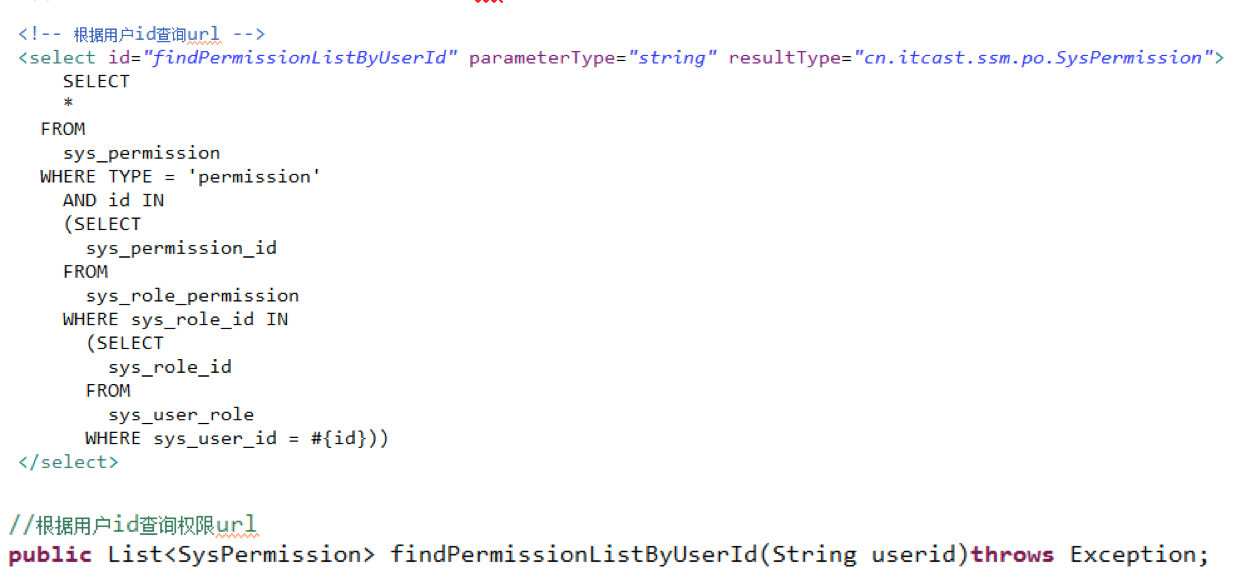 <!-- 根据用户id查询url -->
<select id="findPermissionListByUserId" parameterType="string" resultType="cn.itcast.ssm.po.SysPermission">
SELECT
*
FROM
sys_permission
WHERE TYPE = 'permission'
AND id IN
(SELECT
sys_permission_id
FROM
sys_role_permission
WHERE sys_role_id IN
(SELECT
sys_role_id
FROM
sys_user_role
WHERE sys_user_id = #{id}))
</select>
//根据用户id查询权限url
public List<SysPermission> findPermissionListByUserId(String userid)throws Exception;